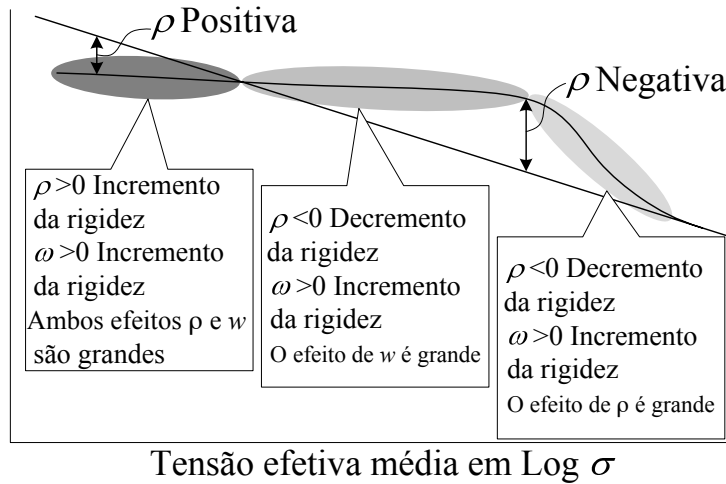 ρ Positiva
ρ Negativa
ρ >0 Incremento
da rigidez
ω >0 Incremento
da rigidez
Ambos efeitos ρ e w
são grandes
ρ <0 Decremento
da rigidez
ω >0 Incremento
da rigidez
O efeito de w é grande
ρ <0 Decremento
da rigidez
ω >0 Incremento
da rigidez
O efeito de ρ é grande
Tensão efetiva média em Log σ